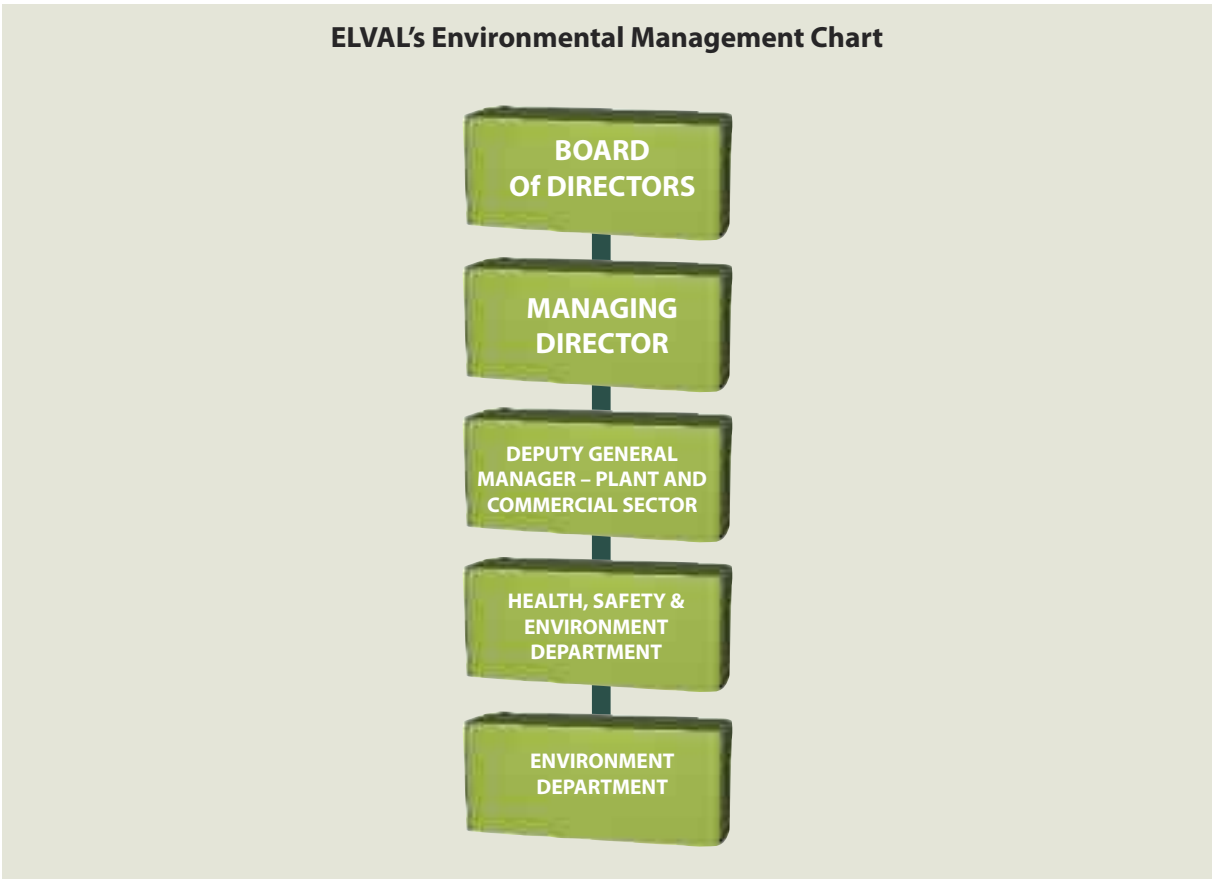 ELVAL's Environmental Management Chart
BOARD
Of DIRECTORS
MANAGING
DIRECTOR
DEPUTY GENERAL
MANAGER – PLANT AND
COMMERCIAL SECTOR
HEALTH, SAFETY &
ENVIRONMENT
DEPARTMENT
ENVIRONMENT
DEPARTMENT